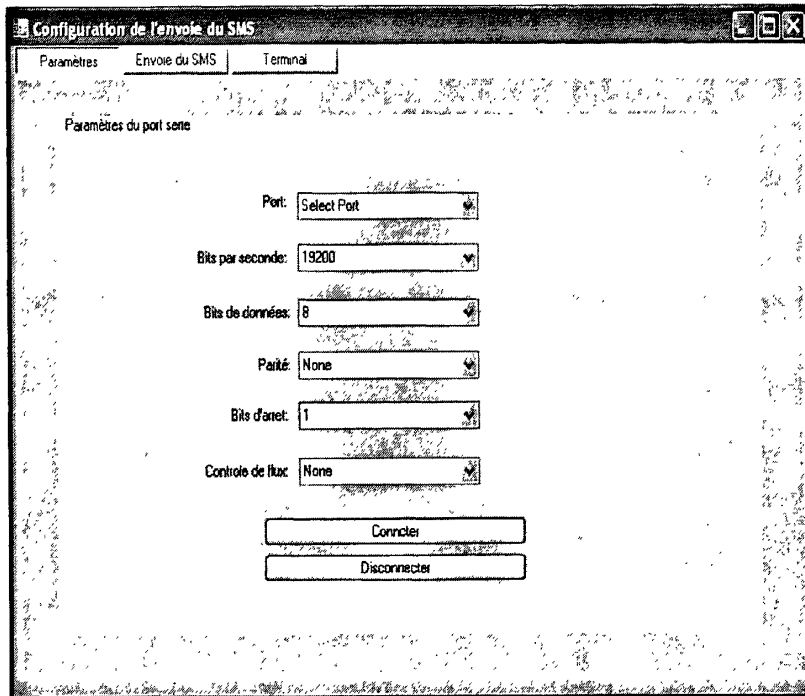 Configuration de l'envoie du SMS
Paramètres Envoie du SMS Terminal
Paramètres du port serie
Port: Select Port
Bits par seconde: 19200
Bits de données: 8
Parité: None
Bits d'arret: 1
Controle de flux: None
Conncter
Disconnecter